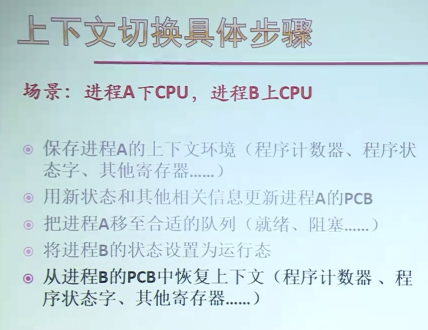 上下文切换具体步骤
场景：进程A下CPU，进程B上CPU
保存进程A的上下文环境（程序计数器、程序状
态字、其他寄存器……）
用新状态和其他相关信息更新进程A的PCB
把进程A移至合适的队列（就绪、阻塞……）
将进程B的状态设置为运行态
从进程B的PCB中恢复上下文（程序计数器 、程
序状态字、其他寄存器……）